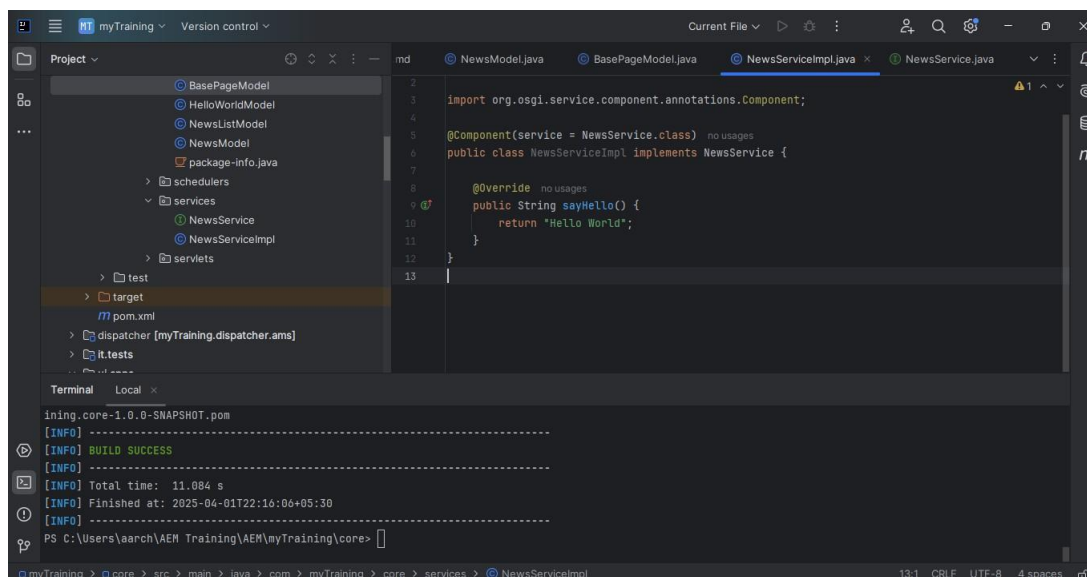 MT myTraining Version control Current File
Project
md NewsModel.java BasePageModel.java NewsServiceImpl.java NewsService.java
BasePageModel
HelloWorldModel
NewsListModel
NewsModel
package-info.java
schedulers
services
NewsService
NewsServiceImpl
servlets
test
target
m pom.xml
dispatcher [myTraining.dispatcher.ams]
it.tests
1
2
3 import org.osgi.service.component.annotations.Component;
4
5 @Component(service = NewsService.class) no usages
6 public class NewsServiceImpl implements NewsService {
7
8 @Override no usages
9 public String sayHello() {
10 return "Hello World";
11 }
12 }
13
Terminal Local
ining.core-1.0.0-SNAPSHOT.pom
[INFO] ------------------------------------------------------------------------
[INFO] BUILD SUCCESS
[INFO] ------------------------------------------------------------------------
[INFO] Total time: 11.084 s
[INFO] Finished at: 2025-04-01T22:16:06+05:30
[INFO] ------------------------------------------------------------------------
PS C:\Users\aarch\AEM Training\AEM\myTraining\core>
myTraining > core > src > main > java > com > myTraining > core > services > NewsServiceImpl 13:1 CRLF UTF-8 4 spaces